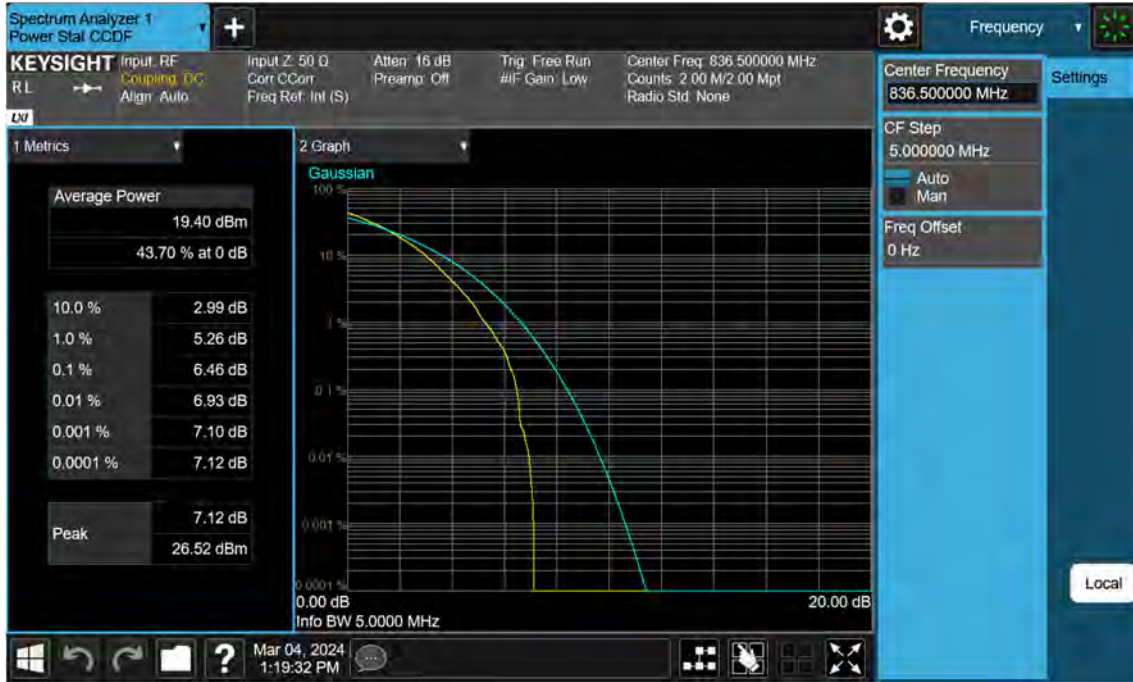 Spectrum Analyzer 1
Power Stat CCDF
+
Frequency
KEYSIGHT
RL
LXI
Input: RF
Coupling: DC
Align: Auto
Input Z: 50 Ω
Corr CCorr
Freq Ref: Int (S)
Atten: 16 dB
Preamp: Off
Trig: Free Run
#IF Gain: Low
Center Freq: 836.500000 MHz
Counts: 2.00 M/2.00 Mpt
Radio Std: None
Center Frequency
836.500000 MHz
Settings
CF Step
5.000000 MHz
Auto
Man
Freq Offset
0 Hz
Local
1 Metrics
Average Power
19.40 dBm
43.70 % at 0 dB
10.0 % 2.99 dB
1.0 % 5.26 dB
0.1 % 6.46 dB
0.01 % 6.93 dB
0.001 % 7.10 dB
0.0001 % 7.12 dB
Peak 7.12 dB
26.52 dBm
2 Graph
Gaussian
100 %
10 %
1 %
0.1 %
0.01 %
0.001 %
0.0001 %
0.00 dB 20.00 dB
Info BW 5.0000 MHz
?
Mar 04, 2024
1:19:32 PM